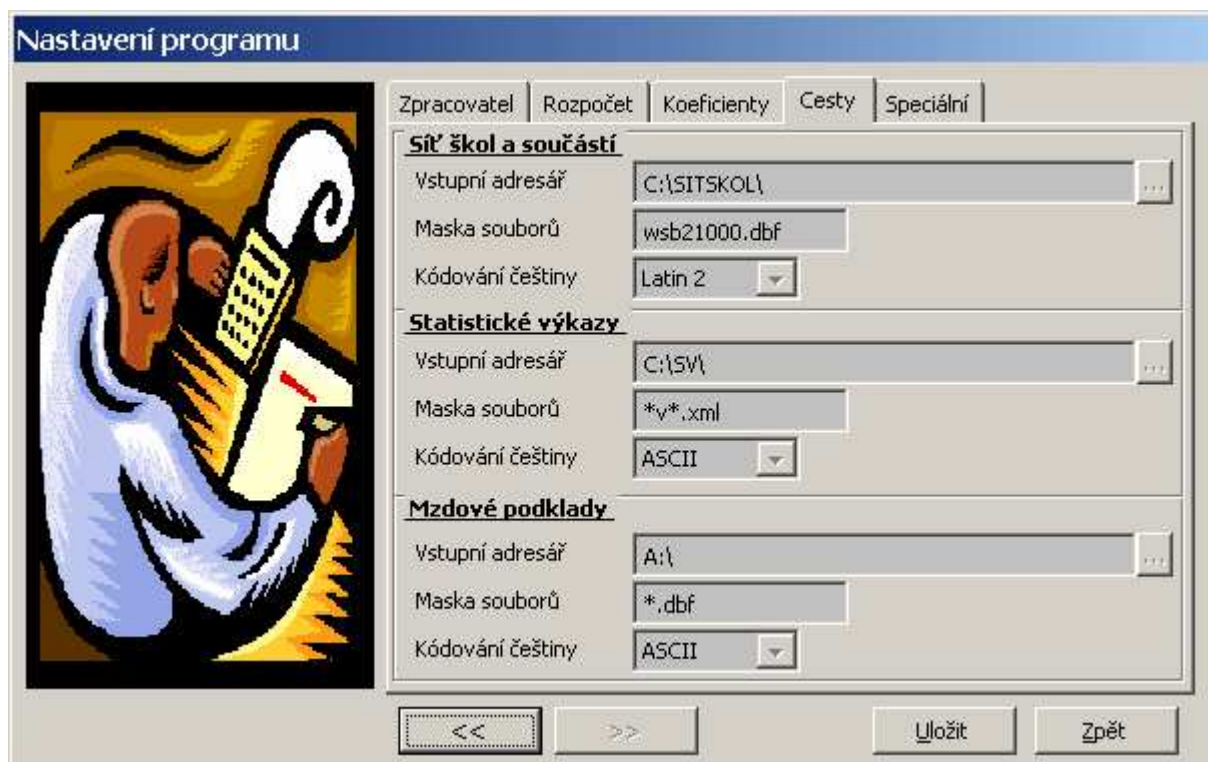 Nastavení programu
Zpracovatel Rozpočet Koeficienty Cesty Speciální
Síť škol a součástí
Vstupní adresář C:\SITSKOL\ ...
Maska souborů wsb21000.dbf
Kódování češtiny Latin 2
Statistické výkazy
Vstupní adresář C:\SV\ ...
Maska souborů *v*.xml
Kódování češtiny ASCII
Mzdové podklady
Vstupní adresář A:\ ...
Maska souborů *.dbf
Kódování češtiny ASCII
<< >> Uložit Zpět